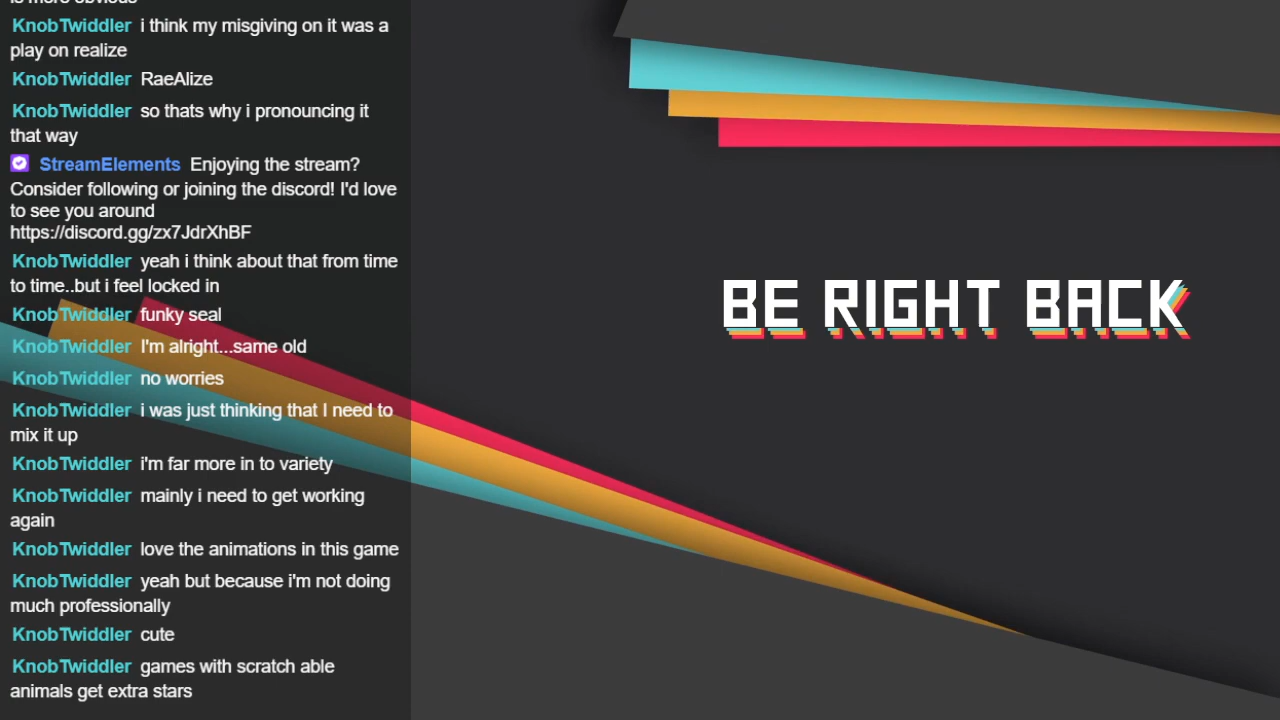 KnobTwiddler i think my misgiving on it was a
play on realize
KnobTwiddler RaeAlize
KnobTwiddler so thats why i pronouncing it
that way
StreamElements Enjoying the stream?
Consider following or joining the discord! I'd love
to see you around
https://discord.gg/zx7JdrXhBF
KnobTwiddler yeah i think about that from time
to time..but i feel locked in
KnobTwiddler funky seal
KnobTwiddler I'm alright...same old
KnobTwiddler no worries
KnobTwiddler i was just thinking that I need to
mix it up
KnobTwiddler i'm far more in to variety
KnobTwiddler mainly i need to get working
again
KnobTwiddler love the animations in this game
KnobTwiddler yeah but because i'm not doing
much professionally
KnobTwiddler cute
KnobTwiddler games with scratch able
animals get extra stars
BE RIGHT BACK